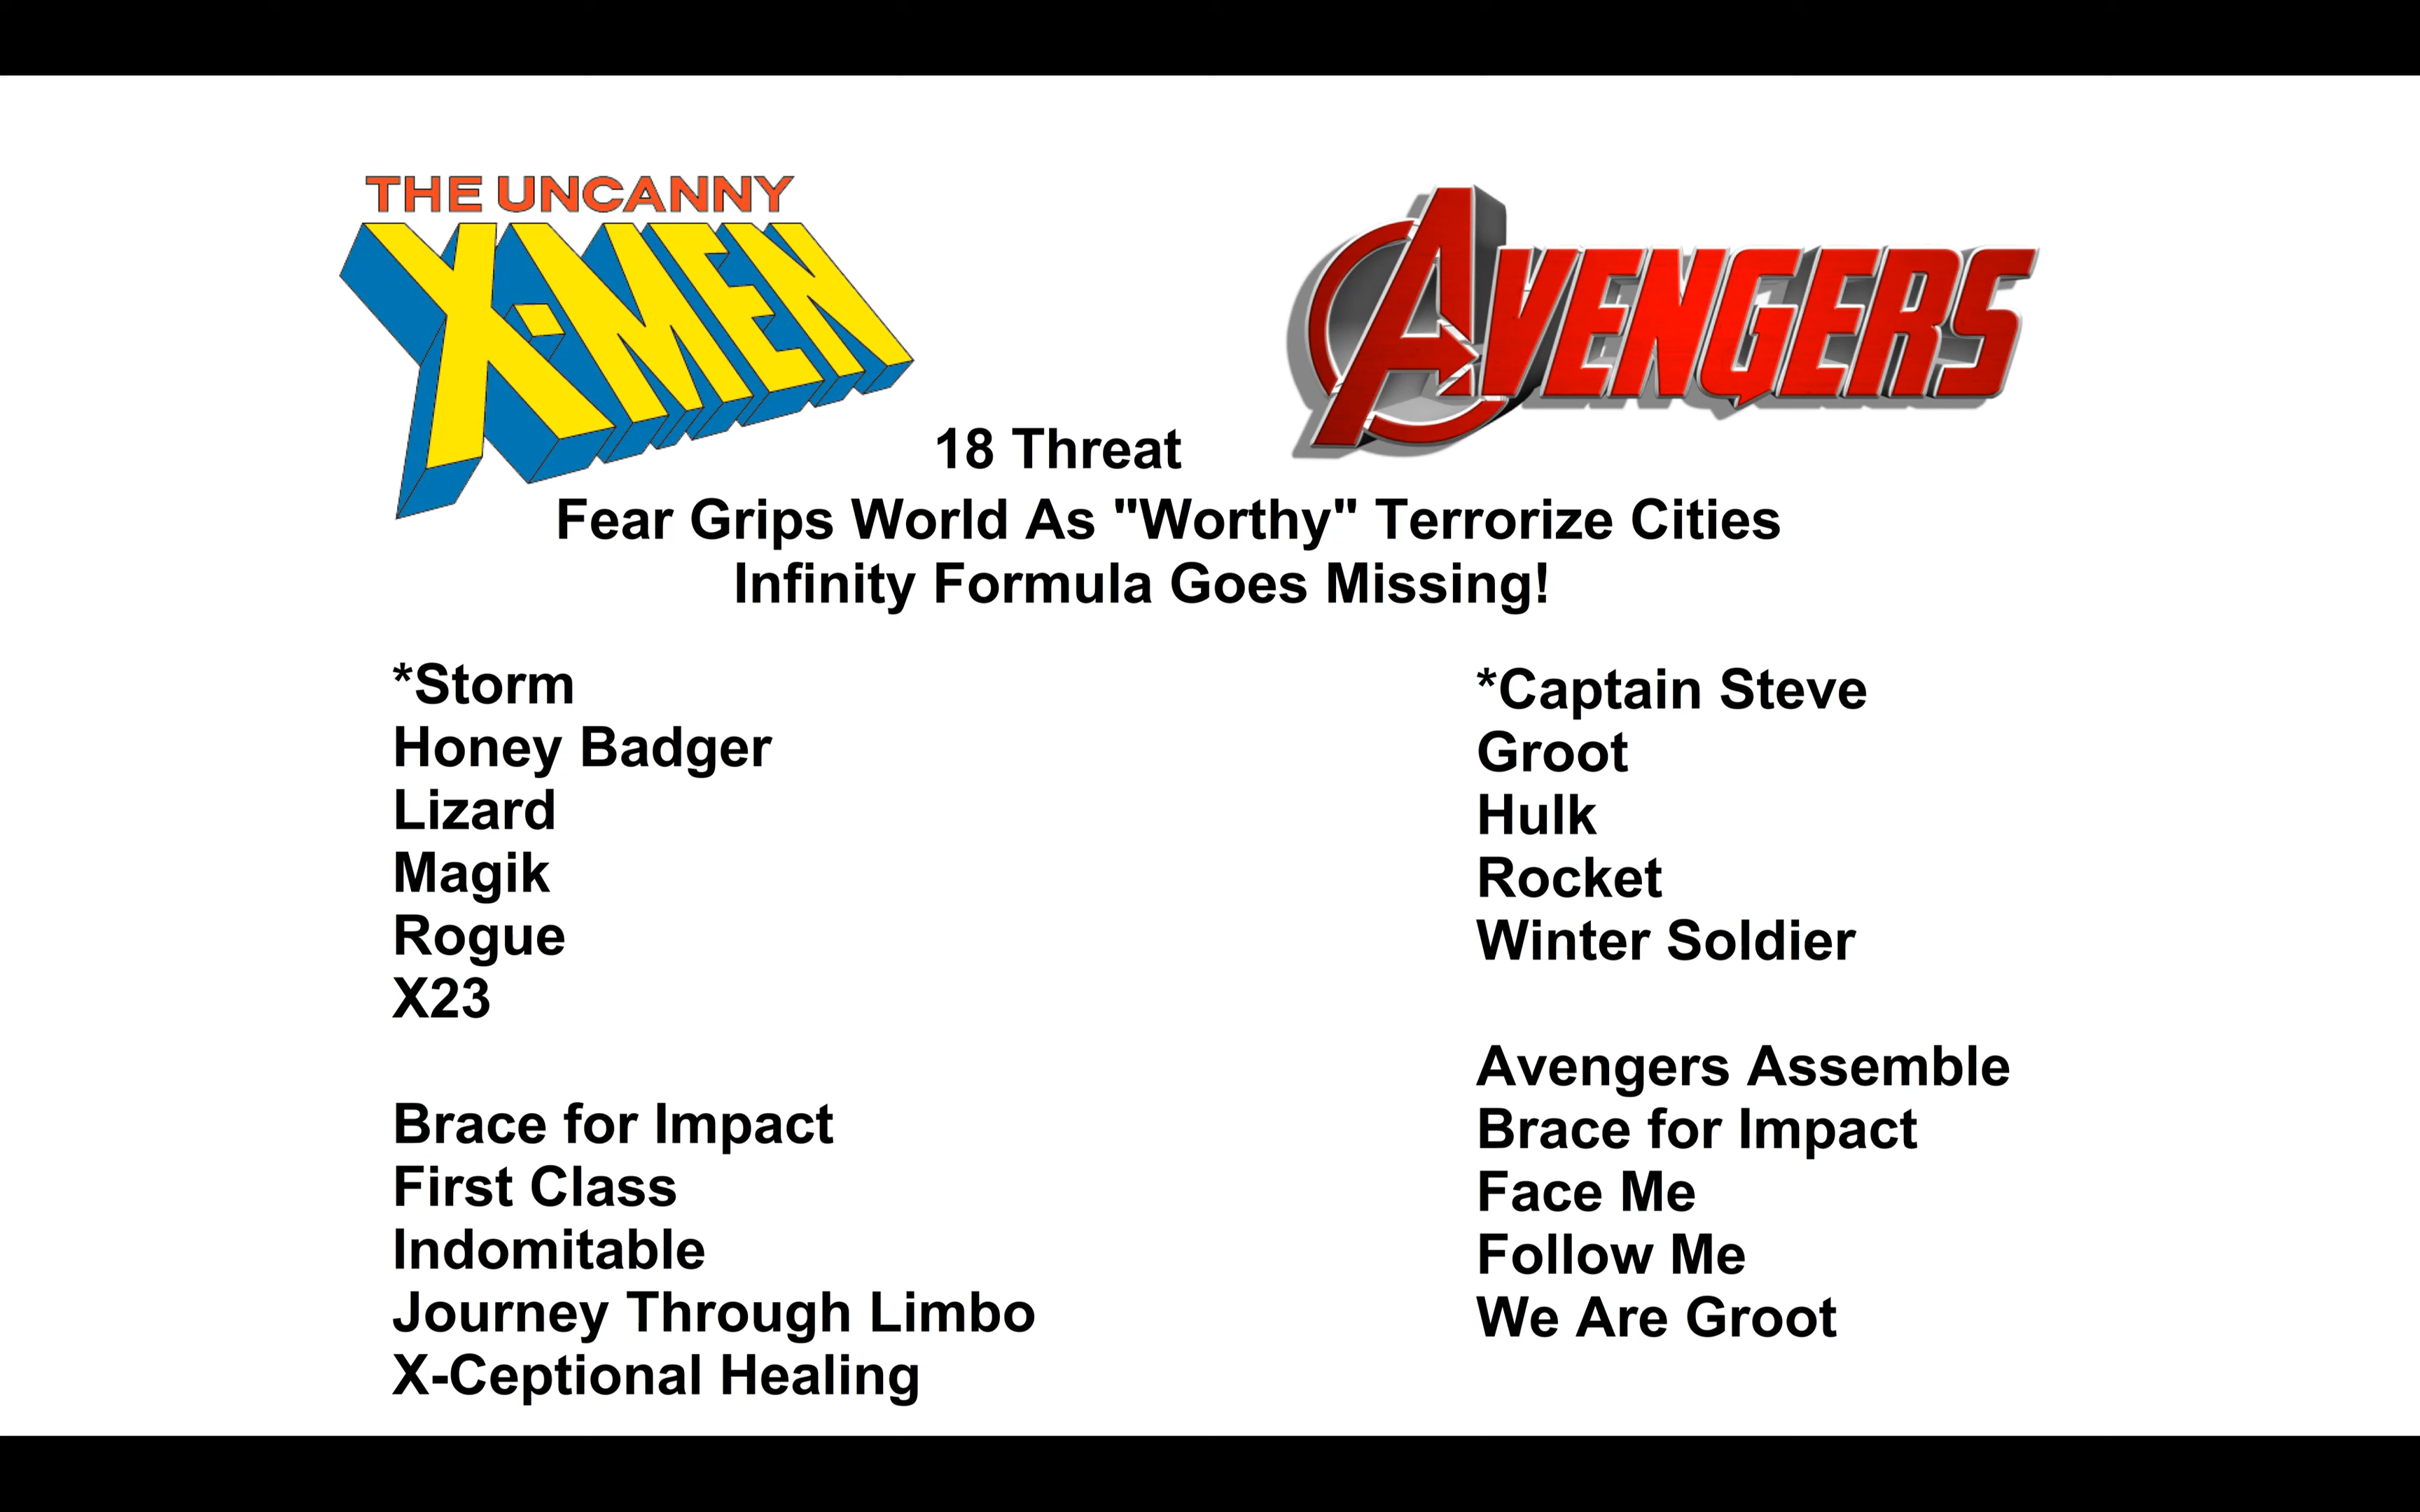 THE UNCANNY
X-MEN
AVENGERS
18 Threat
Fear Grips World As "Worthy" Terrorize Cities
Infinity Formula Goes Missing!
*Storm
Honey Badger
Lizard
Magik
Rogue
X23
Brace for Impact
First Class
Indomitable
Journey Through Limbo
X-Ceptional Healing
*Captain Steve
Groot
Hulk
Rocket
Winter Soldier
Avengers Assemble
Brace for Impact
Face Me
Follow Me
We Are Groot